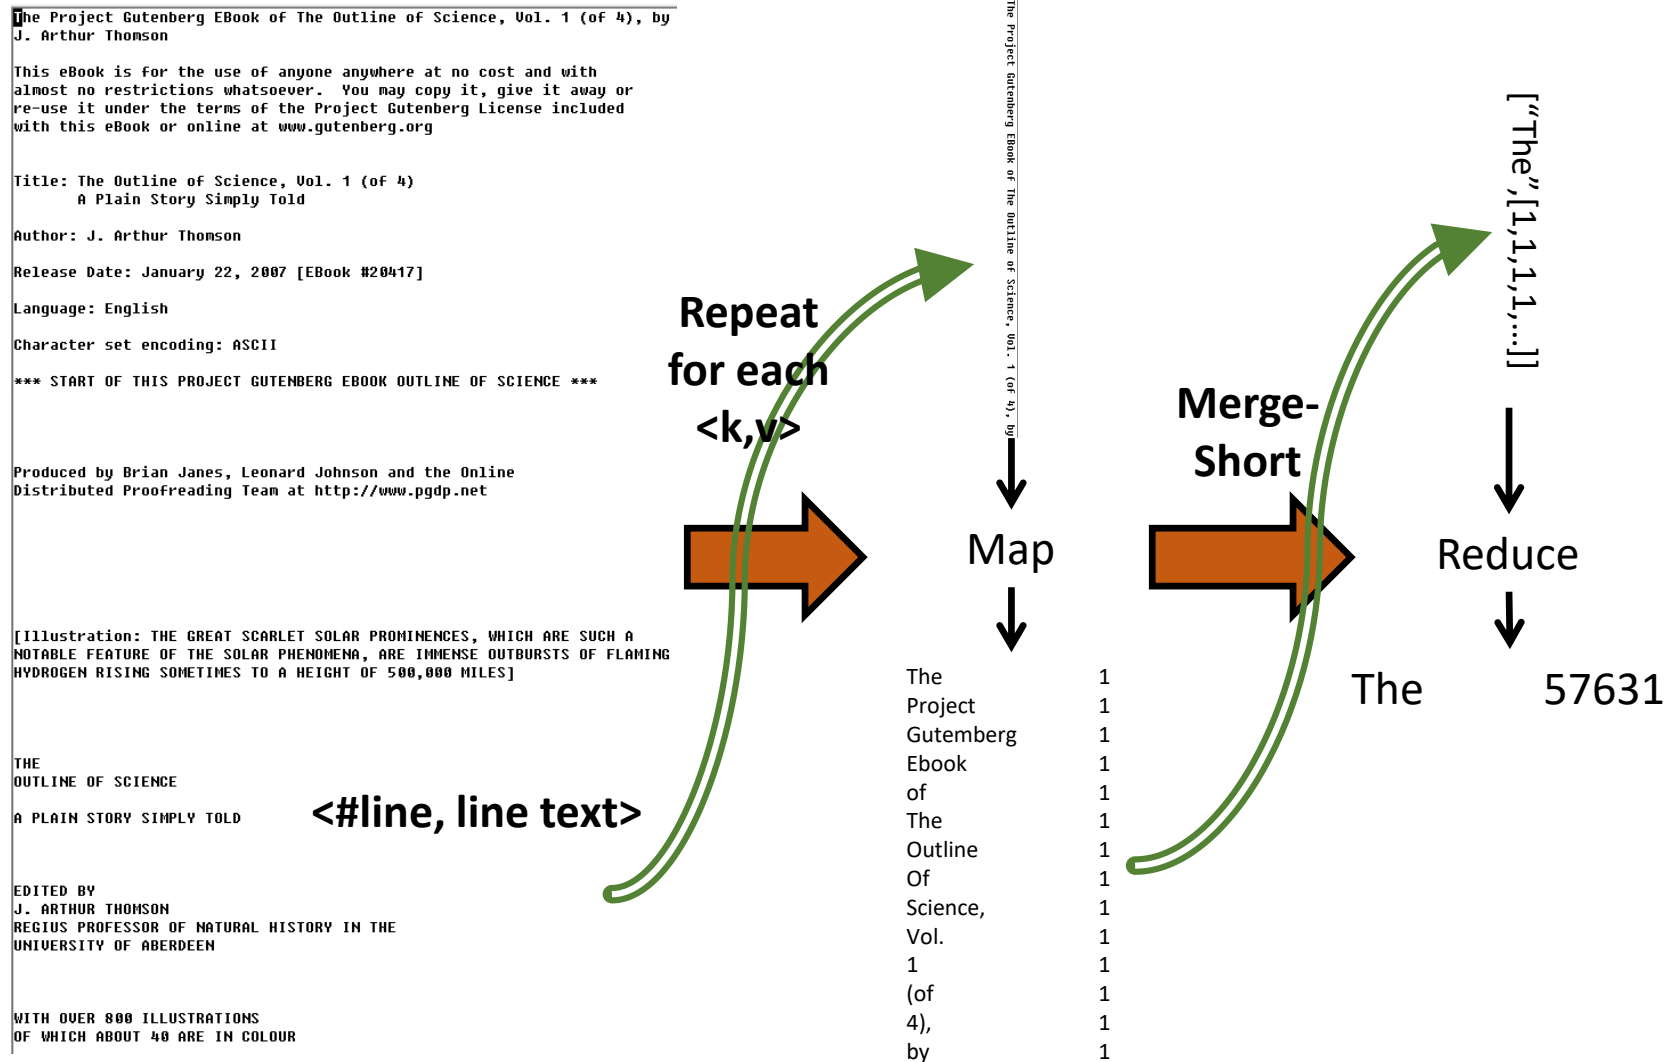 The Project Gutenberg EBook of The Outline of Science, Vol. 1 (of 4), by
J. Arthur Thomson
This eBook is for the use of anyone anywhere at no cost and with
almost no restrictions whatsoever.  You may copy it, give it away or
re-use it under the terms of the Project Gutenberg License included
with this eBook or online at www.gutenberg.org
Title: The Outline of Science, Vol. 1 (of 4)
A Plain Story Simply Told
Author: J. Arthur Thomson
Release Date: January 22, 2007 [EBook #20417]
Language: English
Character set encoding: ASCII
*** START OF THIS PROJECT GUTENBERG EBOOK OUTLINE OF SCIENCE ***
Produced by Brian Janes, Leonard Johnson and the Online
Distributed Proofreading Team at http://www.pgdp.net
[Illustration: THE GREAT SCARLET SOLAR PROMINENCES, WHICH ARE SUCH A
NOTABLE FEATURE OF THE SOLAR PHENOMENA, ARE IMMENSE OUTBURSTS OF FLAMING
HYDROGEN RISING SOMETIMES TO A HEIGHT OF 500,000 MILES]
THE
OUTLINE OF SCIENCE
A PLAIN STORY SIMPLY TOLD
EDITED BY
J. ARTHUR THOMSON
REGIUS PROFESSOR OF NATURAL HISTORY IN THE
UNIVERSITY OF ABERDEEN
WITH OVER 800 ILLUSTRATIONS
OF WHICH ABOUT 40 ARE IN COLOUR
<#line, line text>
Repeat
for each
<k,v>
The Project Gutenberg EBook of The Outline of Science, Vol. 1 (of 4), by
Map
The 1
Project 1
Gutemberg 1
Ebook 1
of 1
The 1
Outline 1
Of 1
Science, 1
Vol. 1
1 1
(of 1
4), 1
by 1
Merge-
Short
[“The”,[1,1,1,1,…]]
Reduce
The 57631